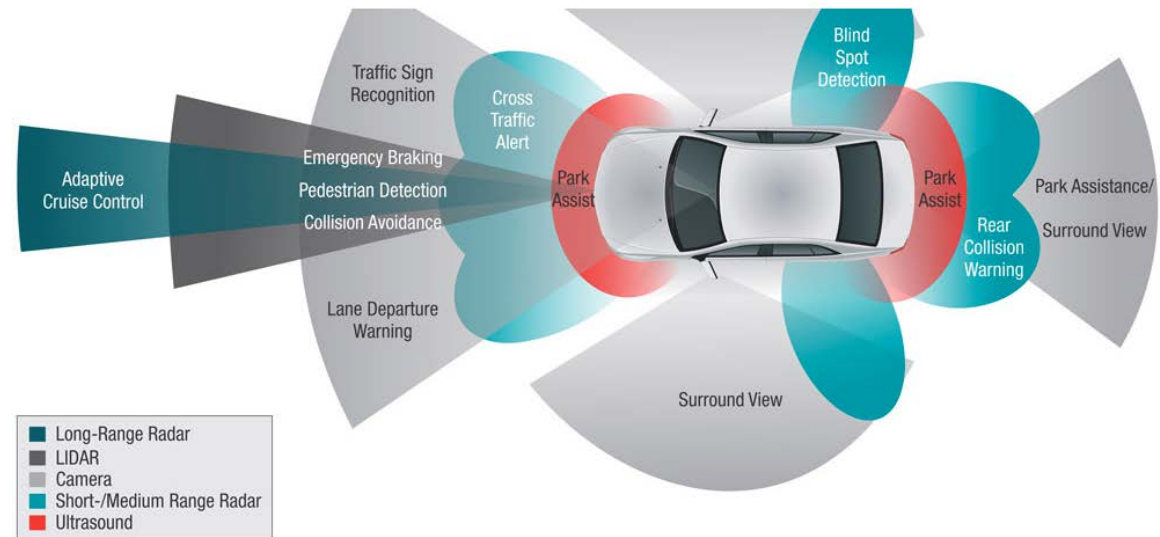 Blind
Spot
Detection
Traffic Sign
Recognition
Cross
Traffic
Alert
Emergency Braking
Adaptive
Cruise Control
Pedestrian Detection
Collision Avoidance
Park
Assist
Park
Assist
Park Assistance/
Surround View
Rear
Collision
Warning
Lane Departure
Warning
Surround View
Long-Range Radar
LIDAR
Camera
Short-/Medium Range Radar
Ultrasound